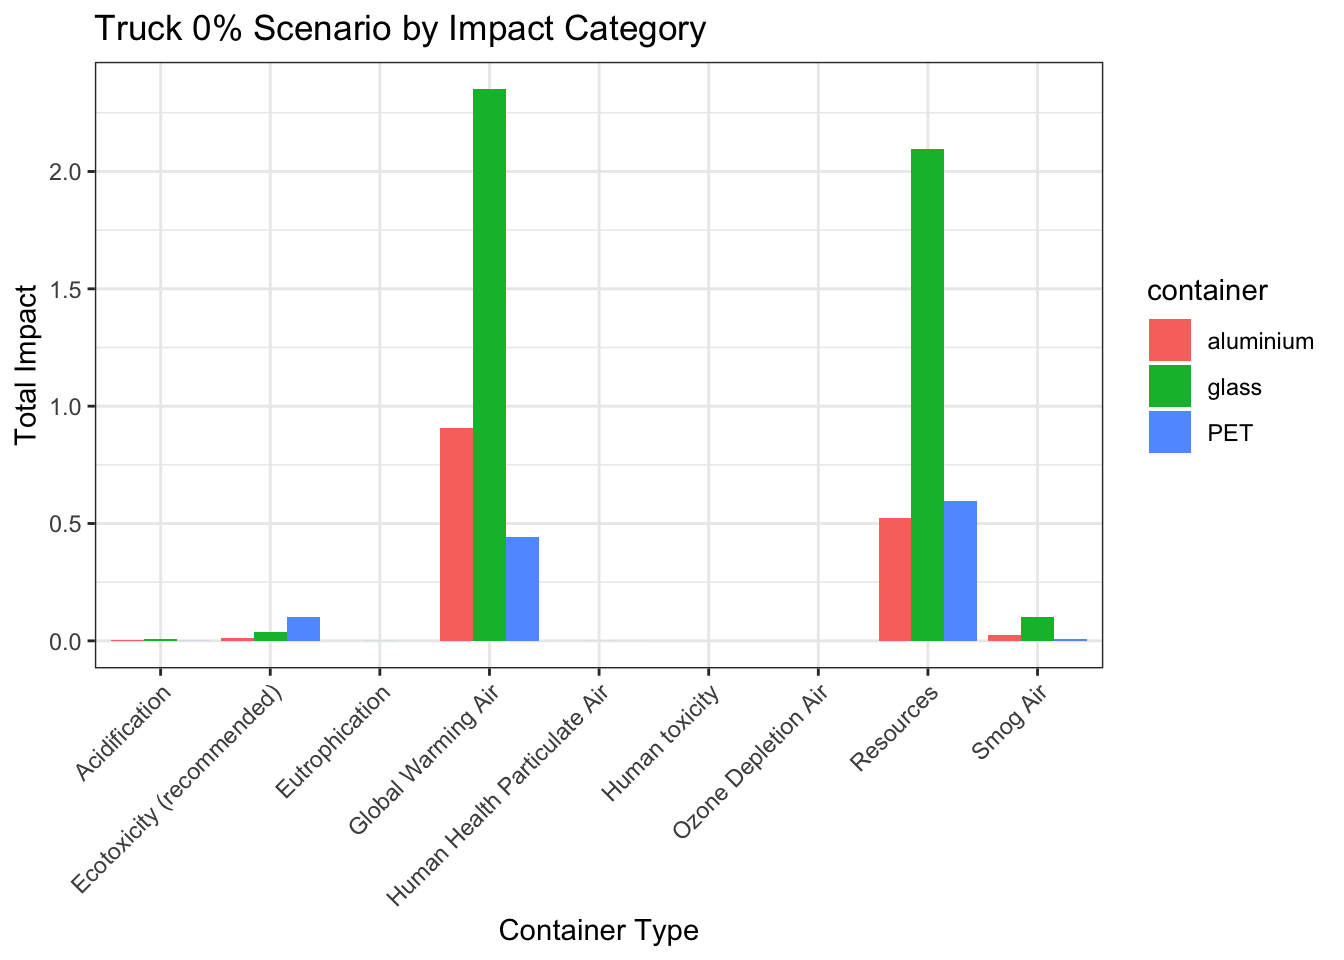 Truck 0% Scenario by Impact Category
Total Impact
2.0
1.5
1.0
0.5
0.0
Acidification
Ecotoxicity (recommended)
Eutrophication
Global Warming Air
Human Health Particulate Air
Human toxicity
Ozone Depletion Air
Resources
Smog Air
Container Type
container
aluminium
glass
PET